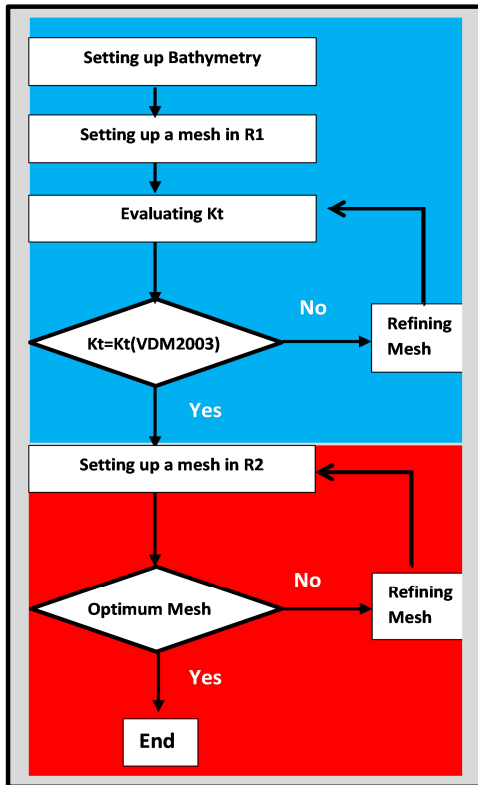 Setting up Bathymetry
Setting up a mesh in R1
Evaluating Kt
No
Kt=Kt(VDM2003)
Refining
Mesh
Yes
Setting up a mesh in R2
No
Optimum Mesh
Refining
Mesh
Yes
End